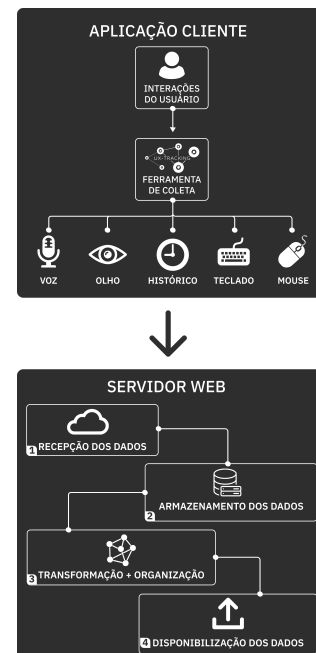 APLICAÇÃO CLIENTE
INTERAÇÕES
DO USUÁRIO
UX-TRACKING
FERRAMENTA
DE COLETA
VOZ
OLHO
HISTÓRICO
TECLADO
MOUSE
SERVIDOR WEB
1 RECEPÇÃO DOS DADOS
ARMAZENAMENTO DOS DADOS
2
3 TRANSFORMAÇÃO + ORGANIZAÇÃO
4 DISPONIBILIZAÇÃO DOS DADOS